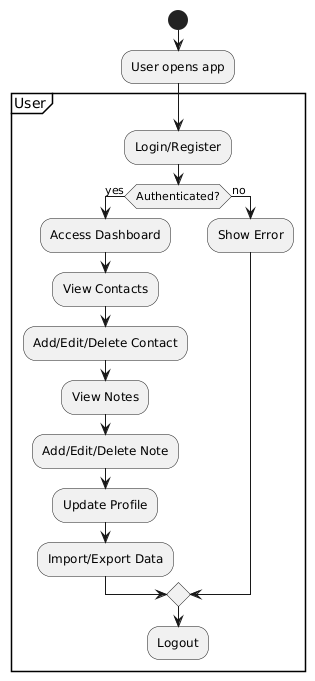 User opens app
User
Login/Register
yes
Authenticated?
no
Access Dashboard
Show Error
View Contacts
Add/Edit/Delete Contact
View Notes
Add/Edit/Delete Note
Update Profile
Import/Export Data
Logout